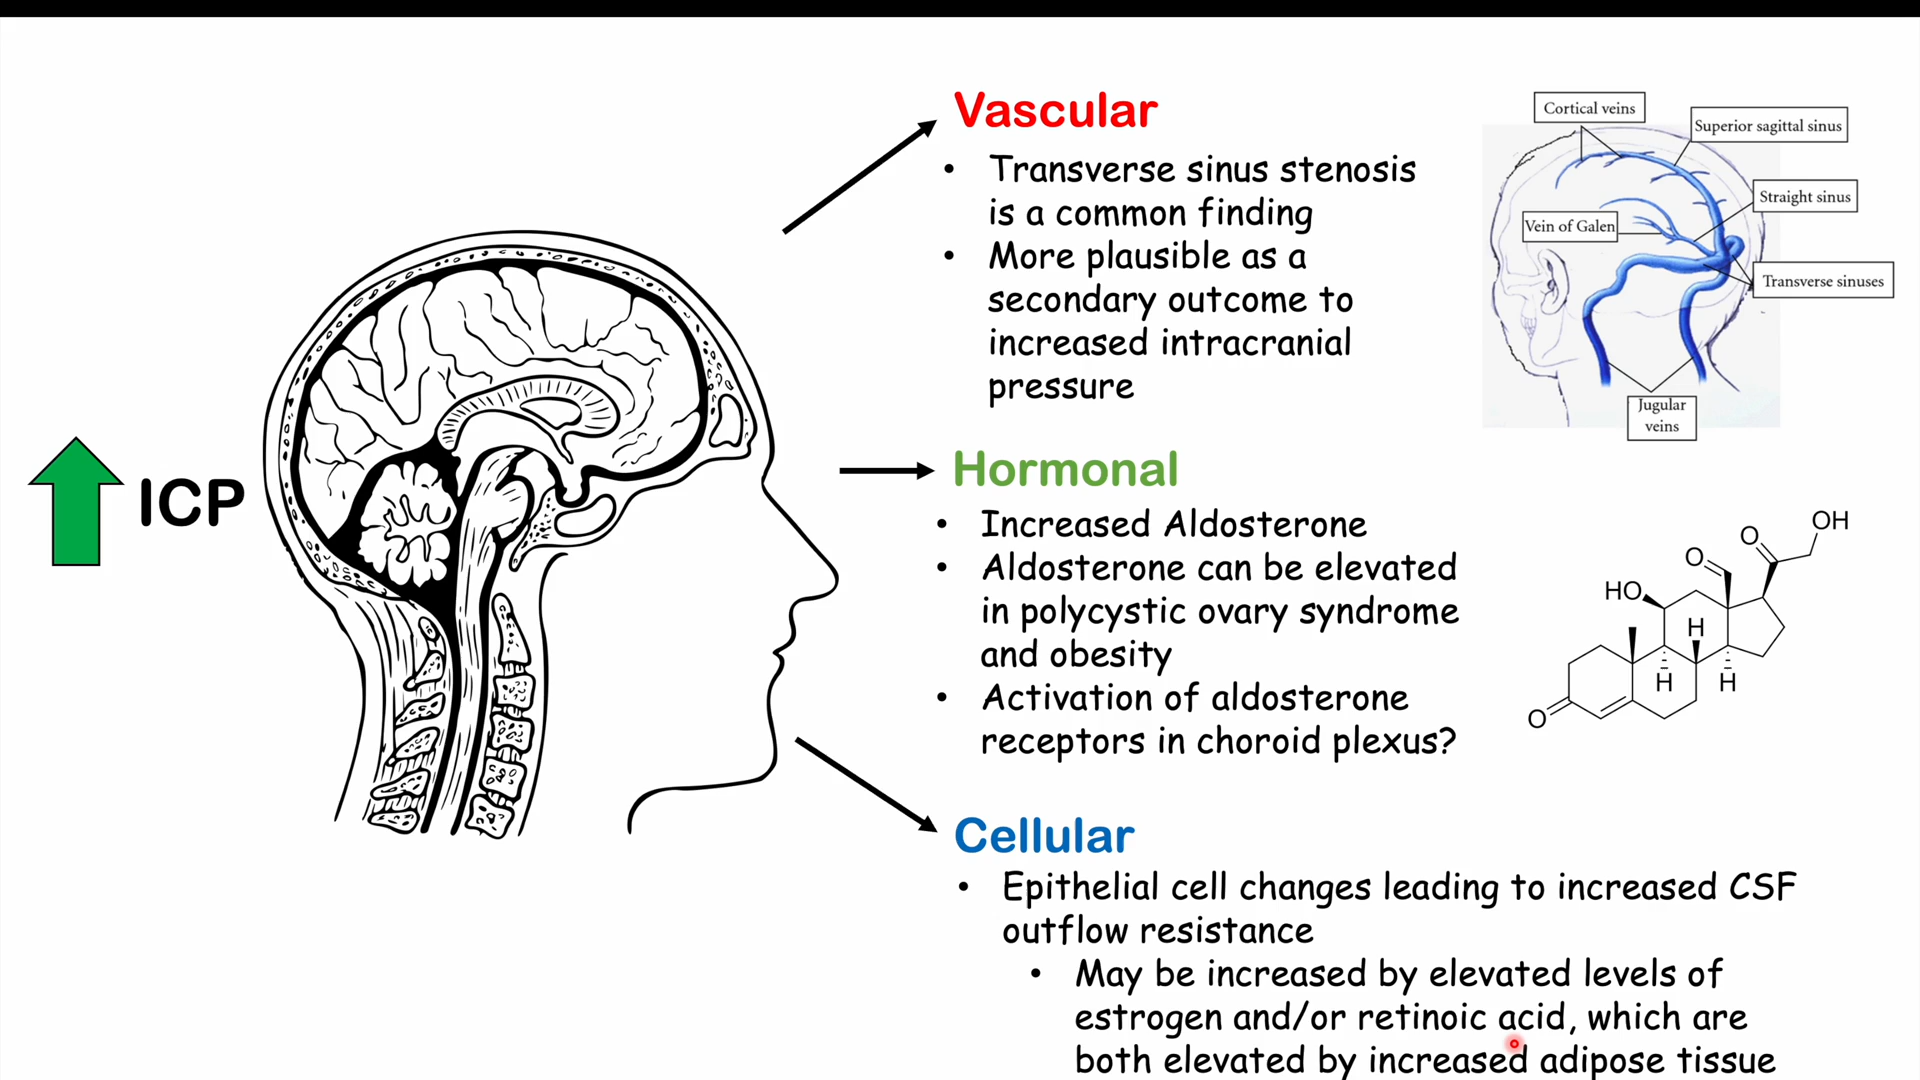 ICP
Vascular
• Transverse sinus stenosis
is a common finding
• More plausible as a
secondary outcome to
increased intracranial
pressure
Cortical veins
Superior sagittal sinus
Straight sinus
Vein of Galen
Transverse sinuses
Jugular
veins
Hormonal
• Increased Aldosterone
• Aldosterone can be elevated
in polycystic ovary syndrome
and obesity
• Activation of aldosterone
receptors in choroid plexus?
OH
O
O
HO
H
H
H
O
Cellular
• Epithelial cell changes leading to increased CSF
outflow resistance
• May be increased by elevated levels of
estrogen and/or retinoic acid, which are
both elevated by increased adipose tissue